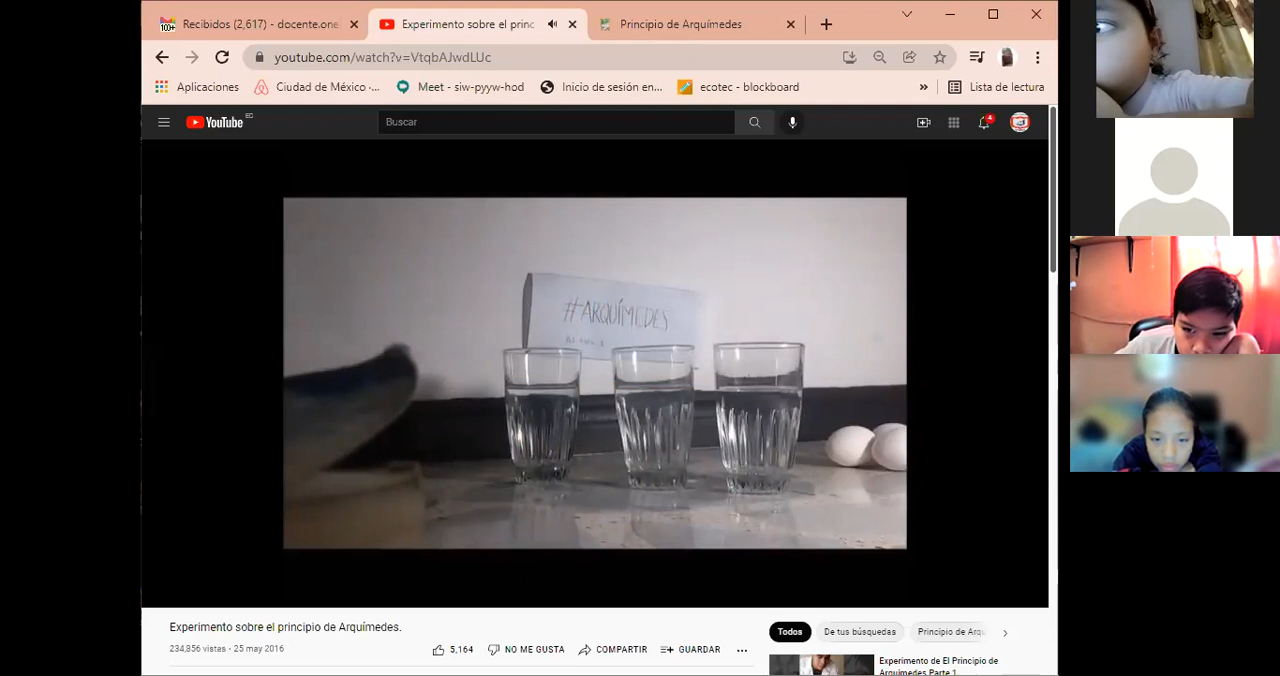 Recibidos (2,617) - docente.one
Experimento sobre el princ
Principio de Arquímedes
youtube.com/watch?v=VtqbAJwdLUc
Aplicaciones
Ciudad de México -...
Meet - siw-pyyw-hod
Inicio de sesión en...
ecotec - blockboard
»
Lista de lectura
YouTube EC
Buscar
4
#ARQUÍMEDES
Experimento sobre el principio de Arquímedes.
234,856 vistas • 25 may 2016
5,164
NO ME GUSTA
COMPARTIR
GUARDAR
...
Todos
De tus búsquedas
Principio de Arqu
Experimento de El Principio de
Arquímedes Parte 1